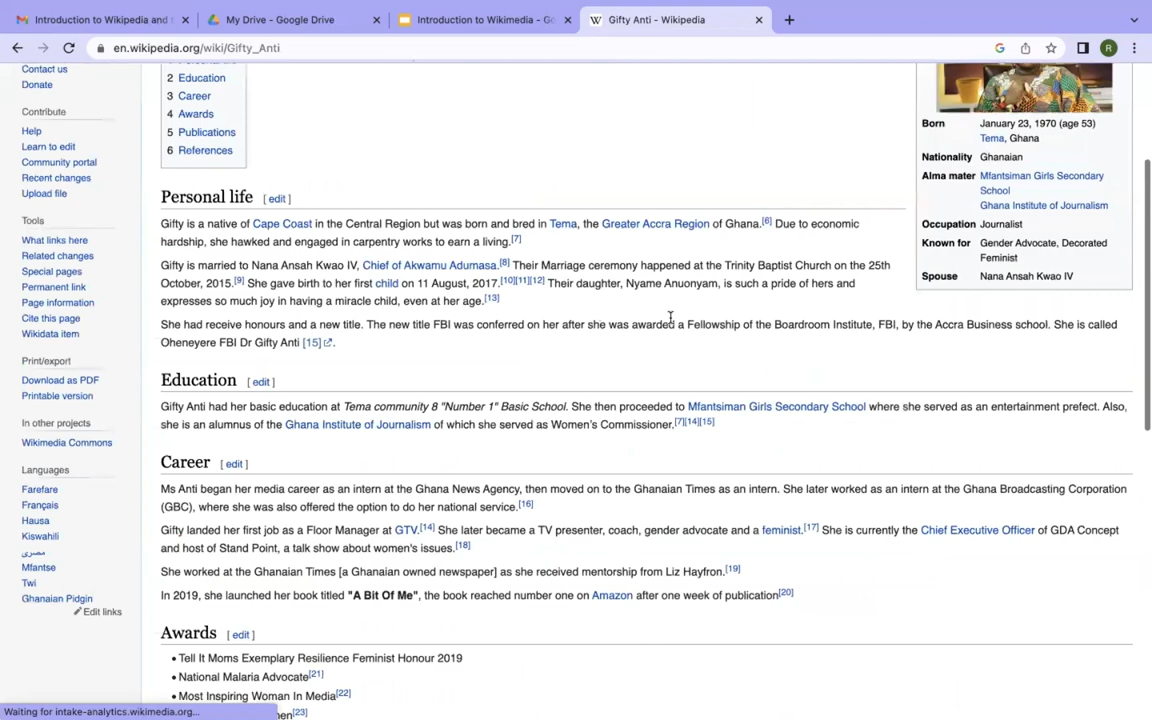 Introduction to Wikipedia and
My Drive - Google Drive
Introduction to Wikimedia - Go
Gifty Anti - Wikipedia
en.wikipedia.org/wiki/Gifty_Anti
R
Contact us
Donate
Contribute
Help
Learn to edit
Community portal
Recent changes
Upload file
Tools
What links here
Related changes
Special pages
Permanent link
Page information
Cite this page
Wikidata item
Print/export
Download as PDF
Printable version
In other projects
Wikimedia Commons
Languages
Farefare
Français
Hausa
Kiswahili
مصرى
Mfantse
Twi
Ghanaian Pidgin
Edit links
2 Education
3 Career
4 Awards
5 Publications
6 References
Personal life [ edit ]
Gifty is a native of Cape Coast in the Central Region but was born and bred in Tema, the Greater Accra Region of Ghana.[6] Due to economic
hardship, she hawked and engaged in carpentry works to earn a living.[7]
Gifty is married to Nana Ansah Kwao IV, Chief of Akwamu Adumasa.[8] Their Marriage ceremony happened at the Trinity Baptist Church on the 25th
October, 2015.[9] She gave birth to her first child on 11 August, 2017.[10][11][12] Their daughter, Nyame Anuonyam, is such a pride of hers and
expresses so much joy in having a miracle child, even at her age.[13]
She had receive honours and a new title. The new title FBI was conferred on her after she was awarded a Fellowship of the Boardroom Institute, FBI, by the Accra Business school. She is called
Oheneyere FBI Dr Gifty Anti [15].
Education [ edit ]
Gifty Anti had her basic education at Tema community 8 "Number 1" Basic School. She then proceeded to Mfantsiman Girls Secondary School where she served as an entertainment prefect. Also,
she is an alumnus of the Ghana Institute of Journalism of which she served as Women's Commissioner.[7][14][15]
Career [ edit ]
Ms Anti began her media career as an intern at the Ghana News Agency, then moved on to the Ghanaian Times as an intern. She later worked as an intern at the Ghana Broadcasting Corporation
(GBC), where she was also offered the option to do her national service.[16]
Gifty landed her first job as a Floor Manager at GTV.[14] She later became a TV presenter, coach, gender advocate and a feminist.[17] She is currently the Chief Executive Officer of GDA Concept
and host of Stand Point, a talk show about women's issues.[18]
She worked at the Ghanaian Times [a Ghanaian owned newspaper] as she received mentorship from Liz Hayfron.[19]
In 2019, she launched her book titled "A Bit Of Me", the book reached number one on Amazon after one week of publication[20]
Awards [ edit ]
• Tell It Moms Exemplary Resilience Feminist Honour 2019
• National Malaria Advocate[21]
• Most Inspiring Woman In Media[22]
[23]
Born January 23, 1970 (age 53)
Tema, Ghana
Nationality Ghanaian
Alma mater Mfantsiman Girls Secondary
School
Ghana Institute of Journalism
Occupation Journalist
Known for Gender Advocate, Decorated
Feminist
Spouse Nana Ansah Kwao IV
Waiting for intake-analytics.wikimedia.org...